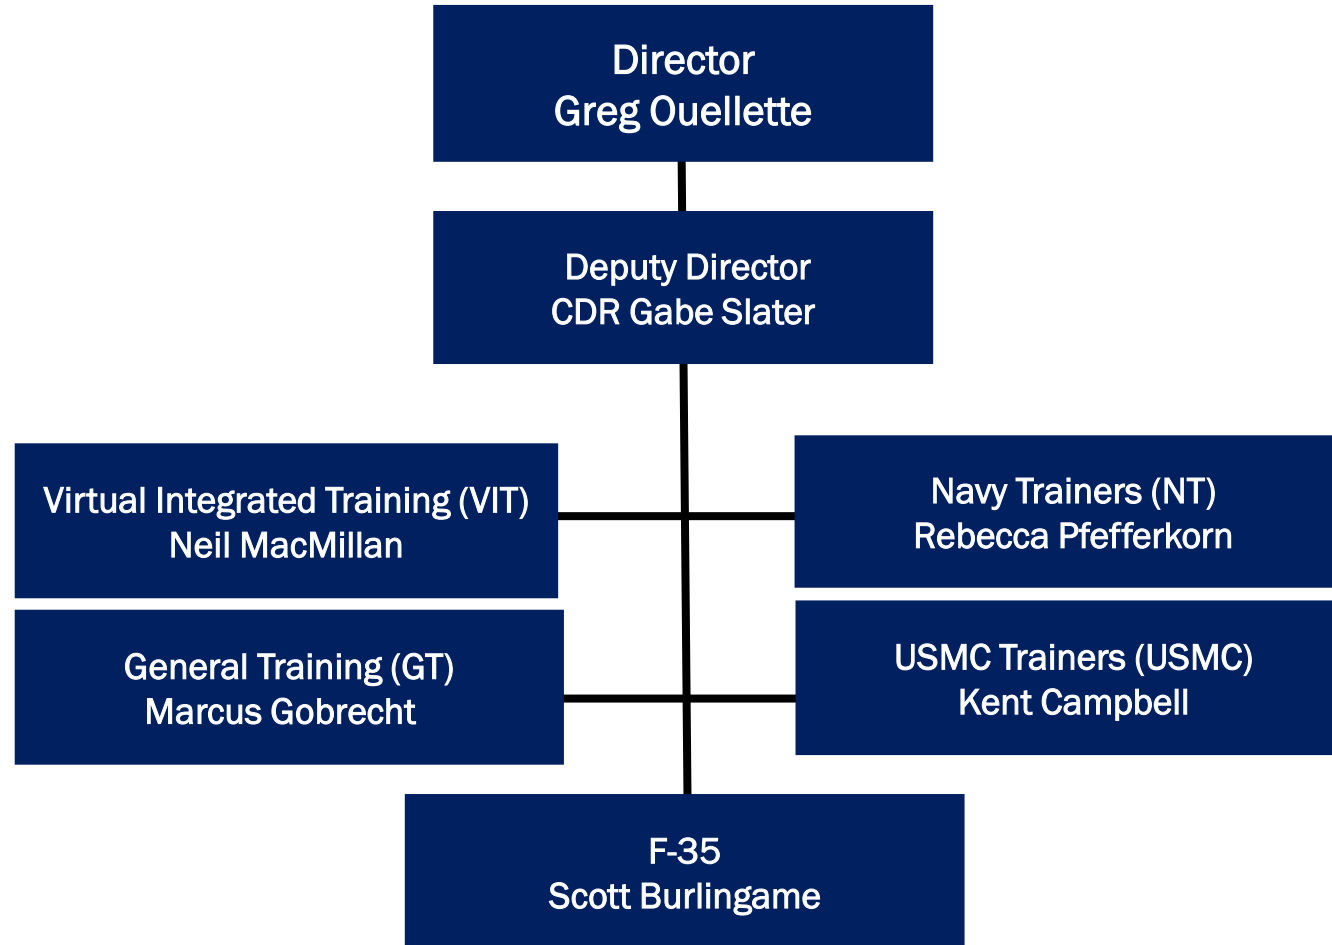 Director
Greg Ouellette
Deputy Director
CDR Gabe Slater
Virtual Integrated Training (VIT)
Neil MacMillan
Navy Trainers (NT)
Rebecca Pfefferkorn
General Training (GT)
Marcus Gobrecht
USMC Trainers (USMC)
Kent Campbell
F-35
Scott Burlingame